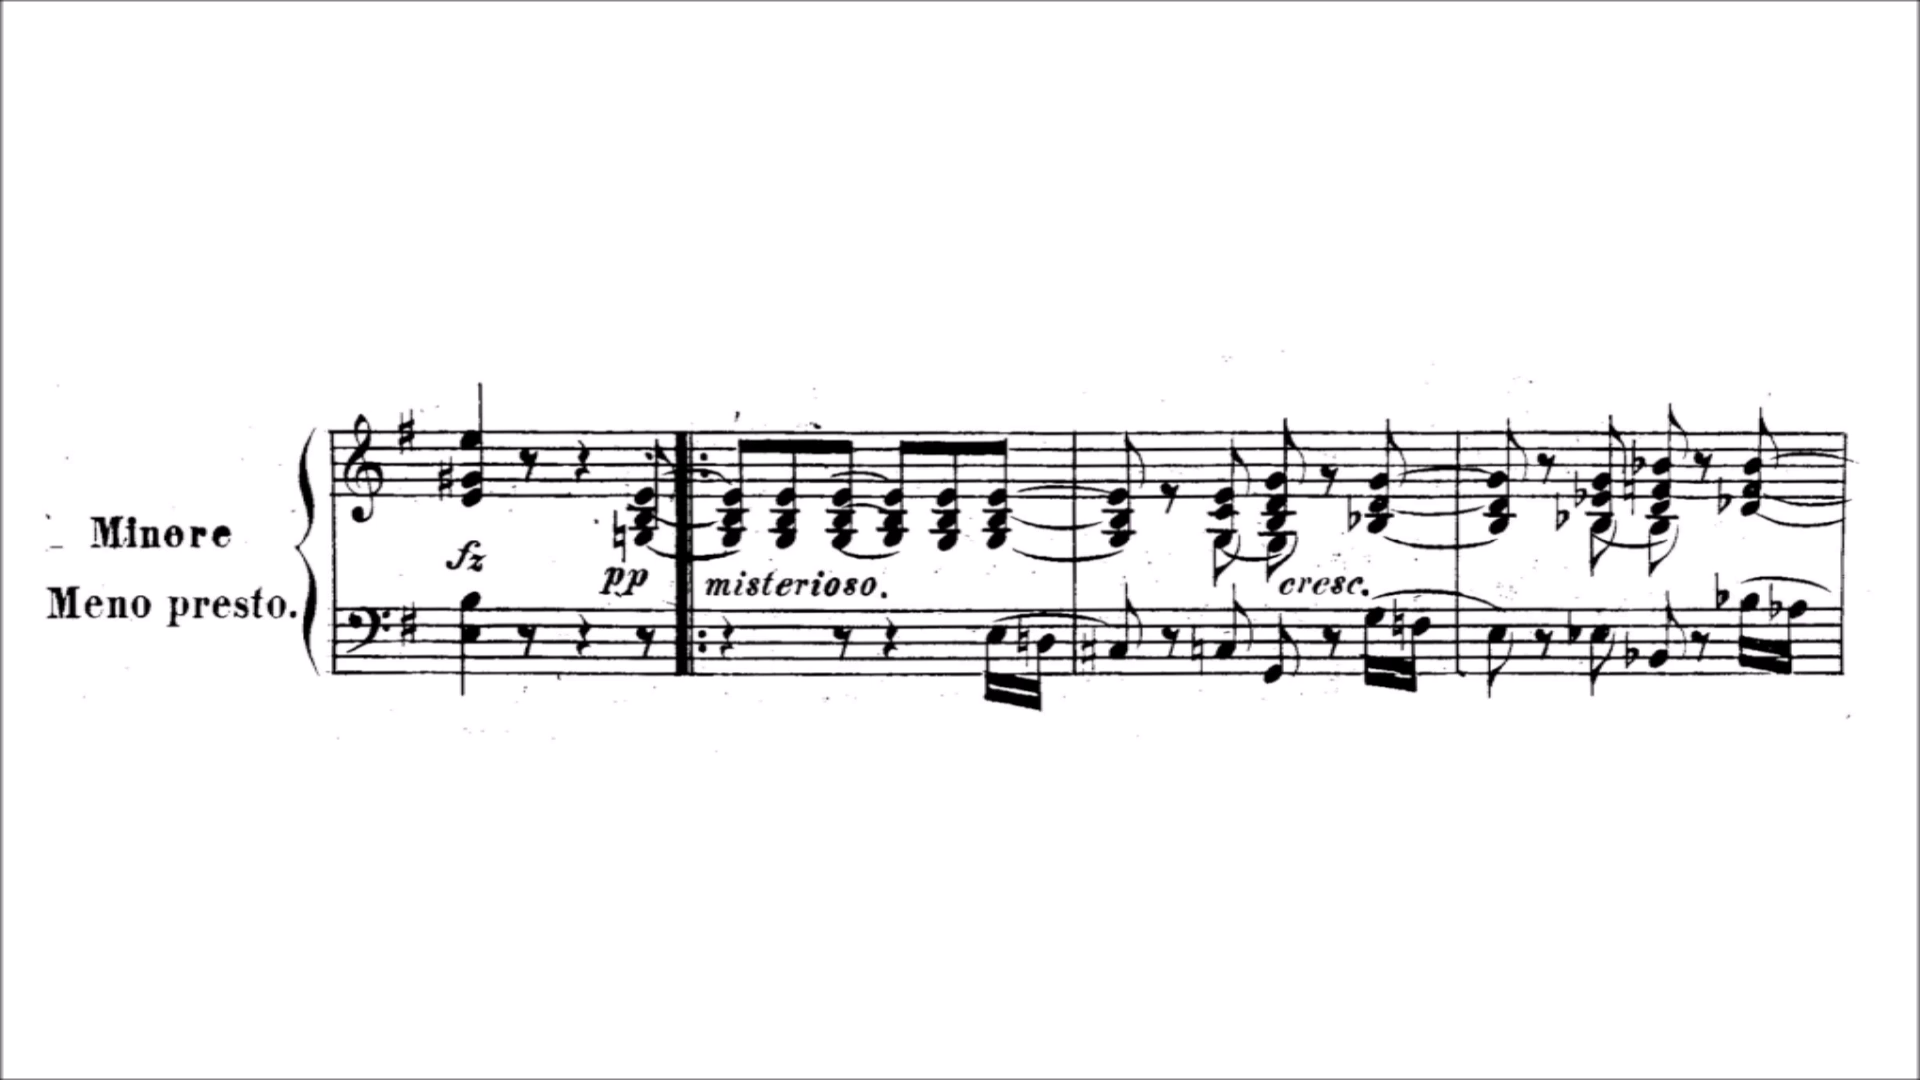 Minore
Meno presto.
fz
pp misterioso.
cresc.